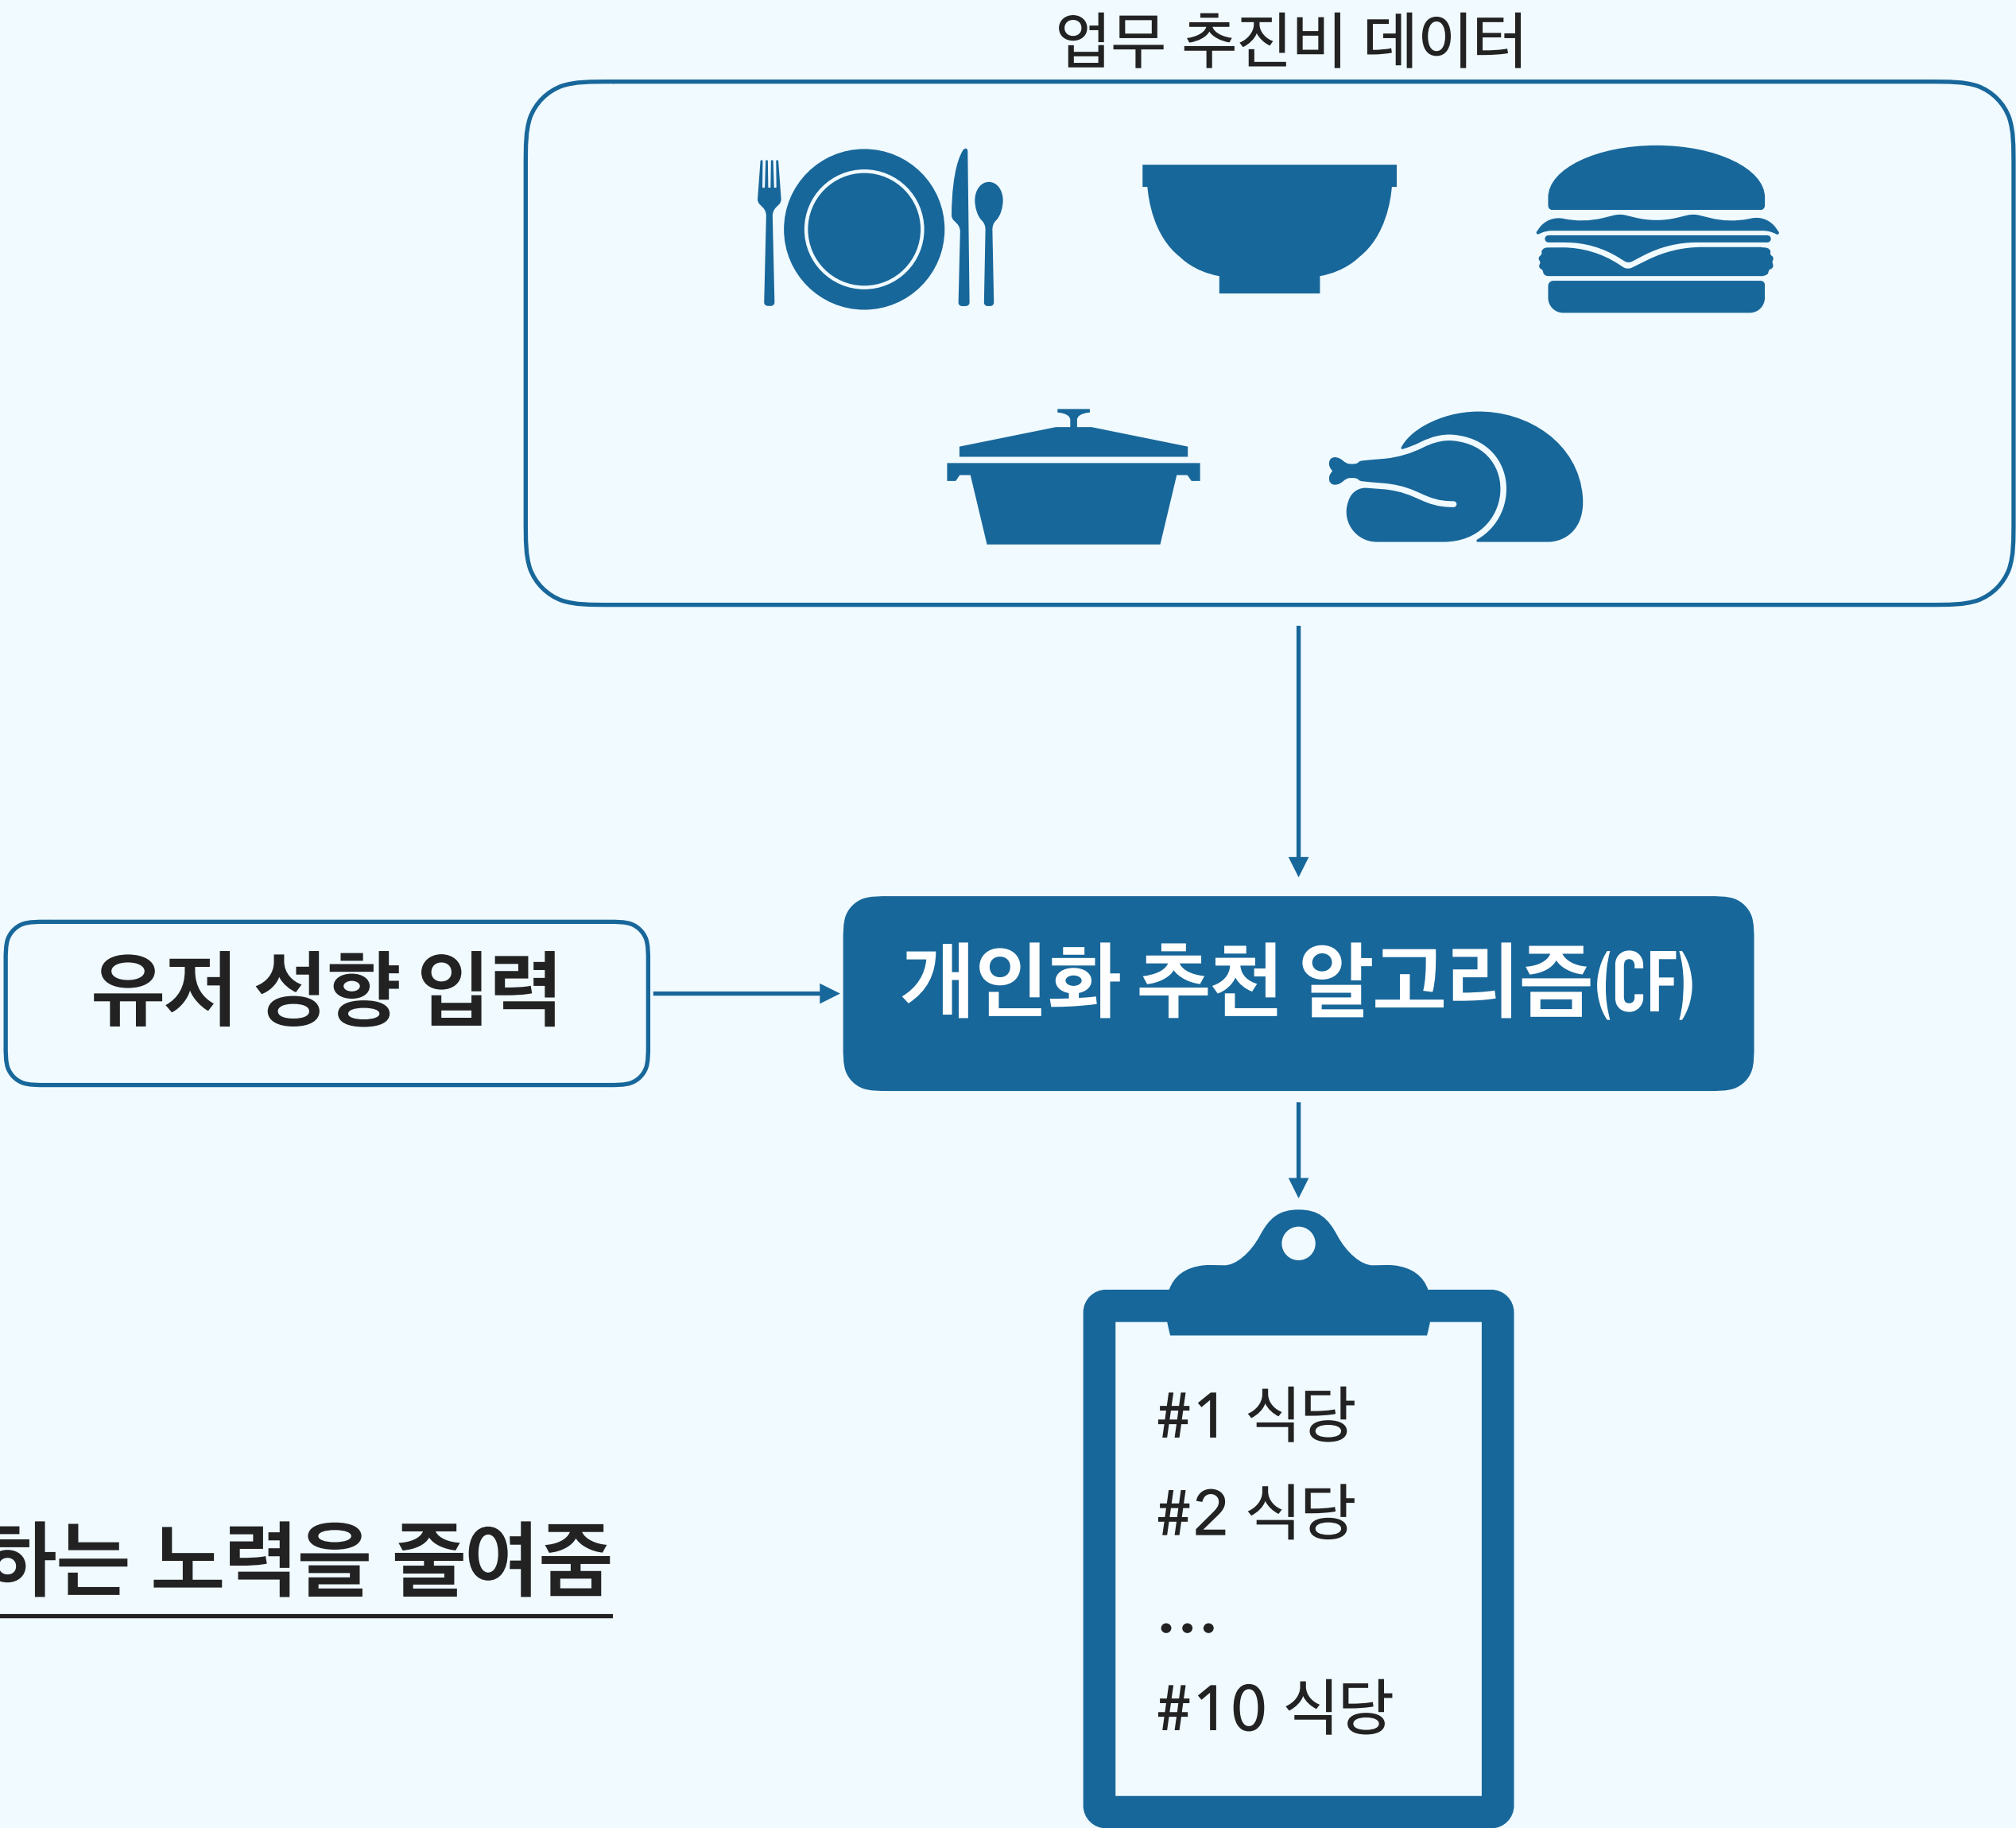 업무 추진비 데이터
유저 성향 입력
개인화 추천 알고리즘(CF)
#1 식당
#2 식당
...
#10 식당
하는 노력을 줄여줌